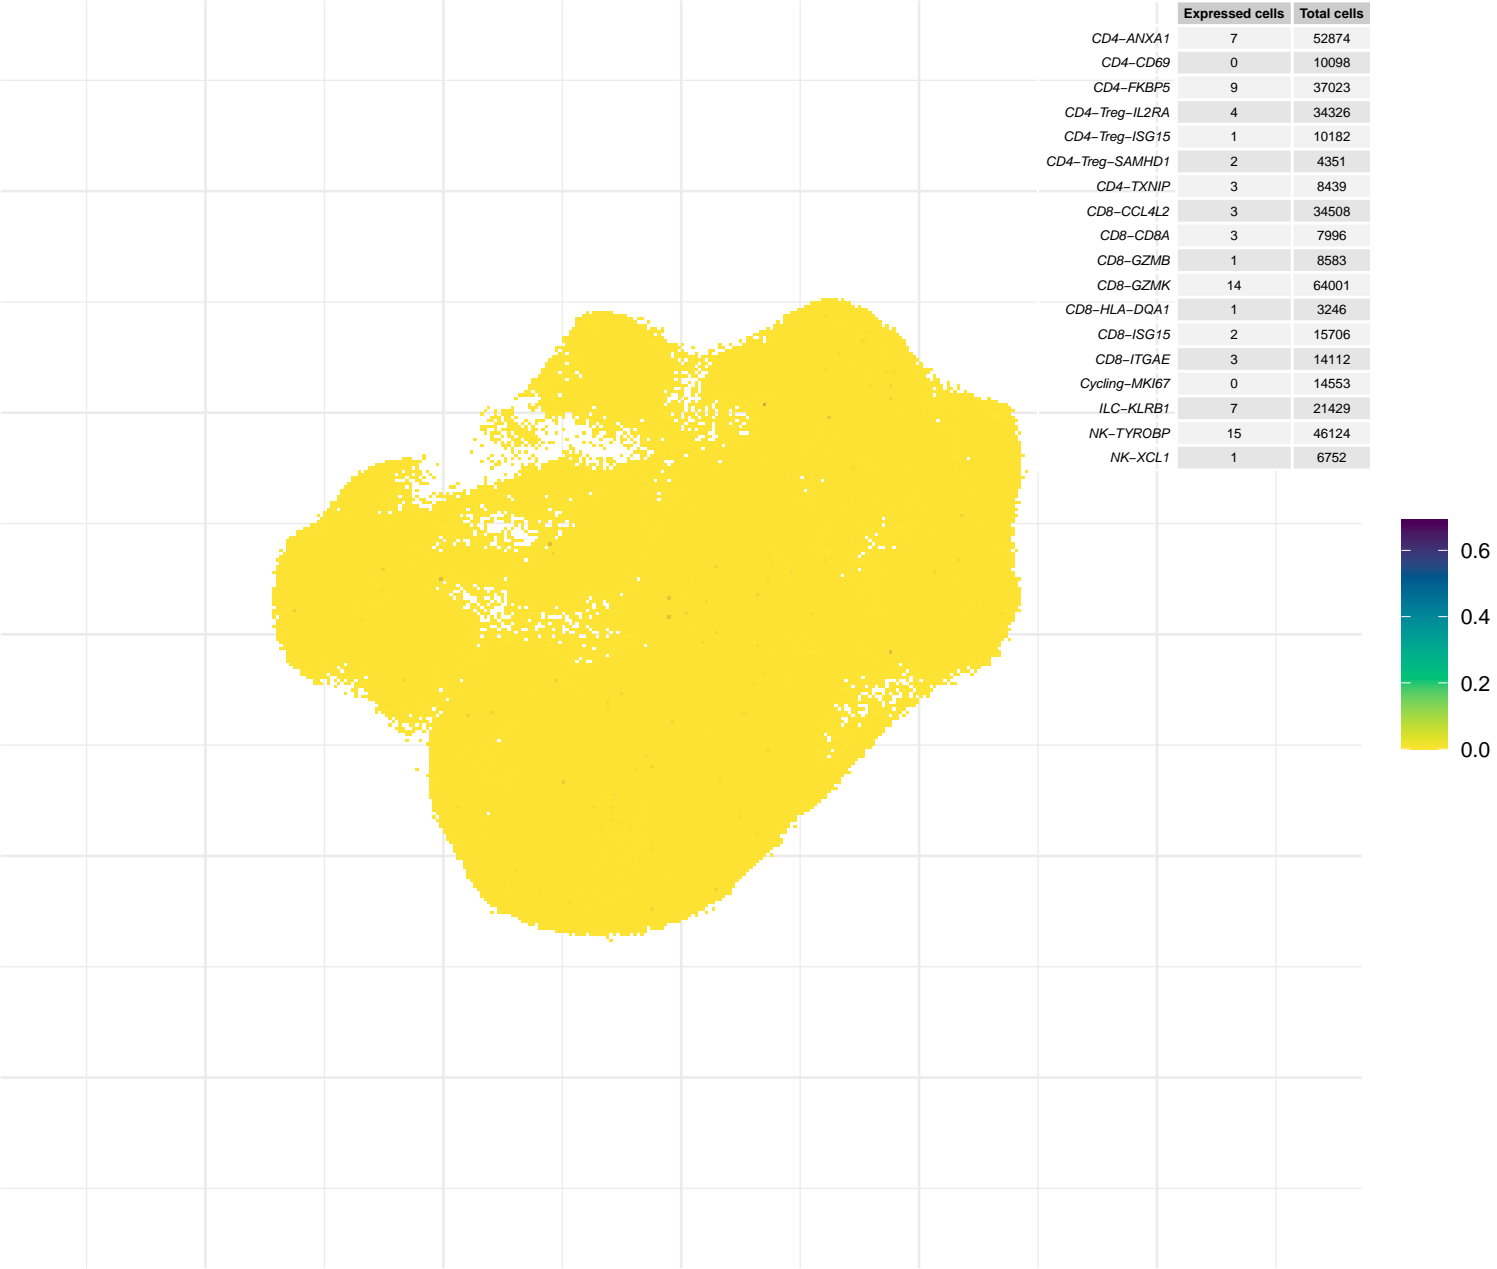 Expressed cells Total cells
CD4−ANXA1 7 52874
CD4−CD69 0 10098
CD4−FKBP5 9 37023
CD4−Treg−IL2RA 4 34326
CD4−Treg−ISG15 1 10182
CD4−Treg−SAMHD1 2 4351
CD4−TXNIP 3 8439
CD8−CCL4L2 3 34508
CD8−CD8A 3 7996
CD8−GZMB 1 8583
CD8−GZMK 14 64001
CD8−HLA−DQA1 1 3246
CD8−ISG15 2 15706
CD8−ITGAE 3 14112
Cycling−MKI67 0 14553
ILC−KLRB1 7 21429
NK−TYROBP 15 46124
NK−XCL1 1 6752
0.6
0.4
0.2
0.0